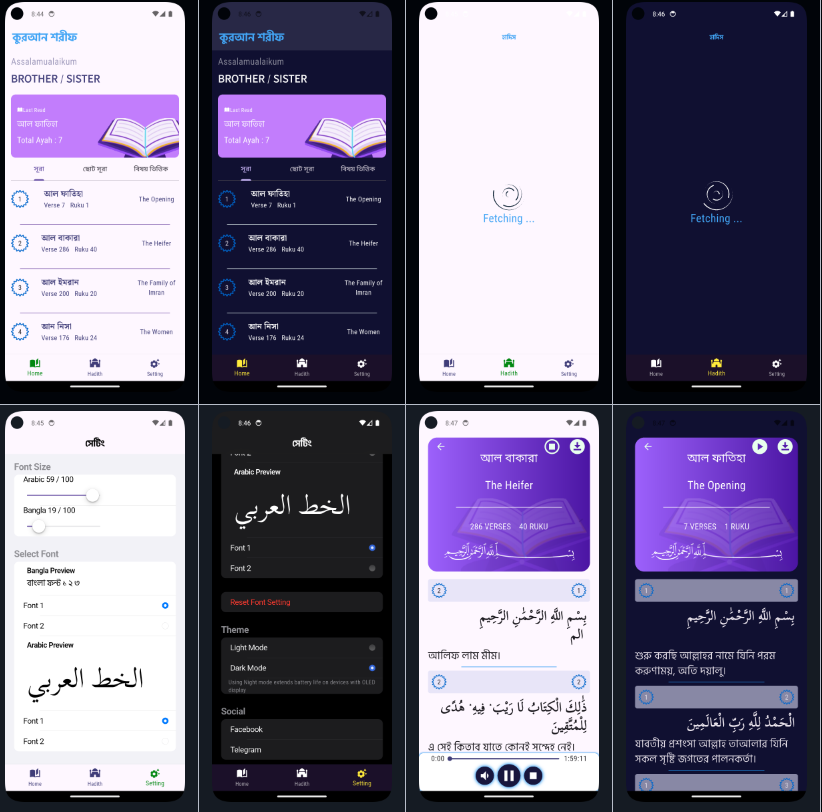 8:44
কুরআন শরীফ
Assalamualaikum
BROTHER / SISTER
Last Read
আল ফাতিহা
Total Ayah : 7
সূরা ছোট সূরা বিষয় ভিত্তিক
1 আল ফাতিহা The Opening
Verse 7 Ruku 1
2 আল বাকারা The Heifer
Verse 286 Ruku 40
3 আল ইমরান The Family of Imran
Verse 200 Ruku 20
4 আন নিসা The Women
Verse 176 Ruku 24
Home Hadith Setting
8:46
কুরআন শরীফ
Assalamualaikum
BROTHER / SISTER
Last Read
আল ফাতিহা
Total Ayah : 7
সূরা ছোট সূরা বিষয় ভিত্তিক
1 আল ফাতিহা The Opening
Verse 7 Ruku 1
2 আল বাকারা The Heifer
Verse 286 Ruku 40
3 আল ইমরান The Family of Imran
Verse 200 Ruku 20
4 আন নিসা The Women
Verse 176 Ruku 24
Home Hadith Setting
8:46
হাদিস
Fetching ...
Home Hadith Setting
8:46
হাদিস
Fetching ...
Home Hadith Setting
8:45
সেটিং
Font Size
Arabic 59 / 100
Bangla 19 / 100
Select Font
Bangla Preview
বাংলা ফন্ট ১ ২ ৩
Font 1
Font 2
Arabic Preview
الخط العربي
Font 1
Font 2
Home Hadith Setting
8:46
সেটিং
Arabic Preview
الخط العربي
Font 1
Font 2
Reset Font Setting
Theme
Light Mode
Dark Mode
Using Night mode extends battery life on devices with OLED
display
Social
Facebook
Telegram
Home Hadith Setting
8:47
আল বাকারা
The Heifer
286 VERSES 40 RUKU
2 1
بِسْمِ اللَّهِ الرَّحْمَٰنِ الرَّحِيمِ
الم
আলিফ লাম মীম।
2 2
ذَٰلِكَ الْكِتَابُ لَا رَيْبَ ۛ فِيهِ ۛ هُدًى
لِّلْمُتَّقِينَ
এ সেই কিতাব যাতে কোনই সন্দেহ নেই।
0:00 1:59:11
আল ফাতিহা
The Opening
7 VERSES 1 RUKU
1 1
بِسْمِ اللَّهِ الرَّحْمَٰنِ الرَّحِيمِ
শুরু করছি আল্লাহর নামে যিনি পরম
করুণাময়, অতি দয়ালু।
1 2
الْحَمْدُ لِلَّهِ رَبِّ الْعَالَمِينَ
যাবতীয় প্রশংসা আল্লাহ তাআলার যিনি
সকল সৃষ্টি জগতের পালনকর্তা।
1 3